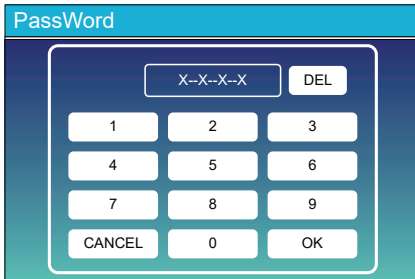 PassWord
X--X--X--X DEL
1 2 3
4 5 6
7 8 9
CANCEL 0 OK